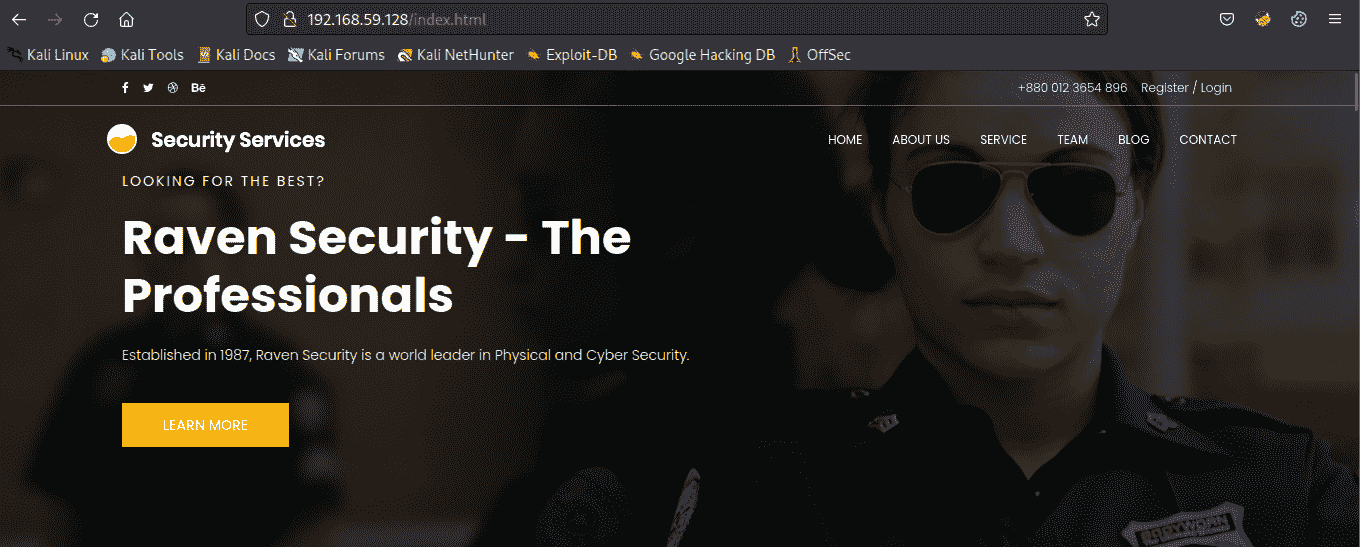 192.168.59.128/index.html
Kali Linux Kali Tools Kali Docs Kali Forums Kali NetHunter Exploit-DB Google Hacking DB OffSec
Bē +880 012 3654 896 Register / Login
Security Services HOME ABOUT US SERVICE TEAM BLOG CONTACT
LOOKING FOR THE BEST?
Raven Security - The
Professionals
Established in 1987, Raven Security is a world leader in Physical and Cyber Security.
LEARN MORE